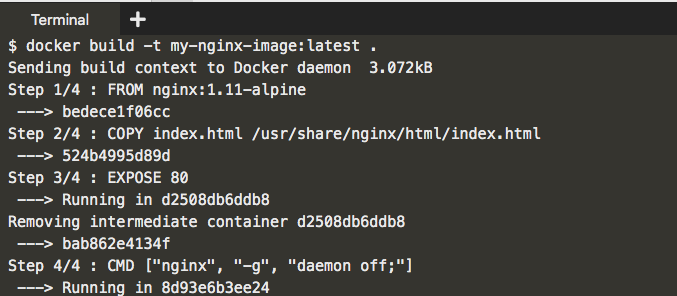 Terminal +
$ docker build -t my-nginx-image:latest .
Sending build context to Docker daemon  3.072kB
Step 1/4 : FROM nginx:1.11-alpine
 ---> bedece1f06cc
Step 2/4 : COPY index.html /usr/share/nginx/html/index.html
 ---> 524b4995d89d
Step 3/4 : EXPOSE 80
 ---> Running in d2508db6ddb8
Removing intermediate container d2508db6ddb8
 ---> bab862e4134f
Step 4/4 : CMD ["nginx", "-g", "daemon off;"]
 ---> Running in 8d93e6b3ee24